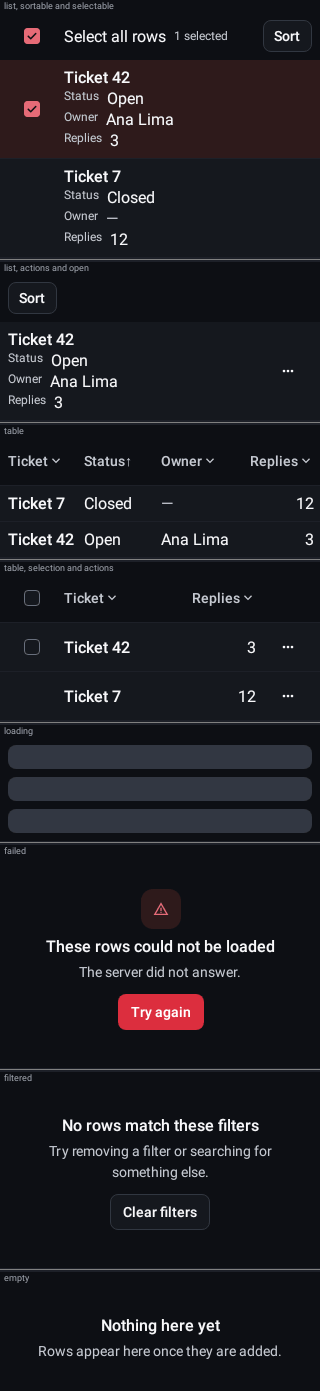 list, sortable and selectable
Select all rows 1 selected Sort
Ticket 42
Status Open
Owner Ana Lima
Replies 3
Ticket 7
Status Closed
Owner —
Replies 12
list, actions and open
Sort
Ticket 42
Status Open
Owner Ana Lima
Replies 3
table
Ticket Status↑ Owner Replies
Ticket 7 Closed — 12
Ticket 42 Open Ana Lima 3
table, selection and actions
Ticket Replies
Ticket 42 3
Ticket 7 12
loading
failed
These rows could not be loaded
The server did not answer.
Try again
filtered
No rows match these filters
Try removing a filter or searching for
something else.
Clear filters
empty
Nothing here yet
Rows appear here once they are added.